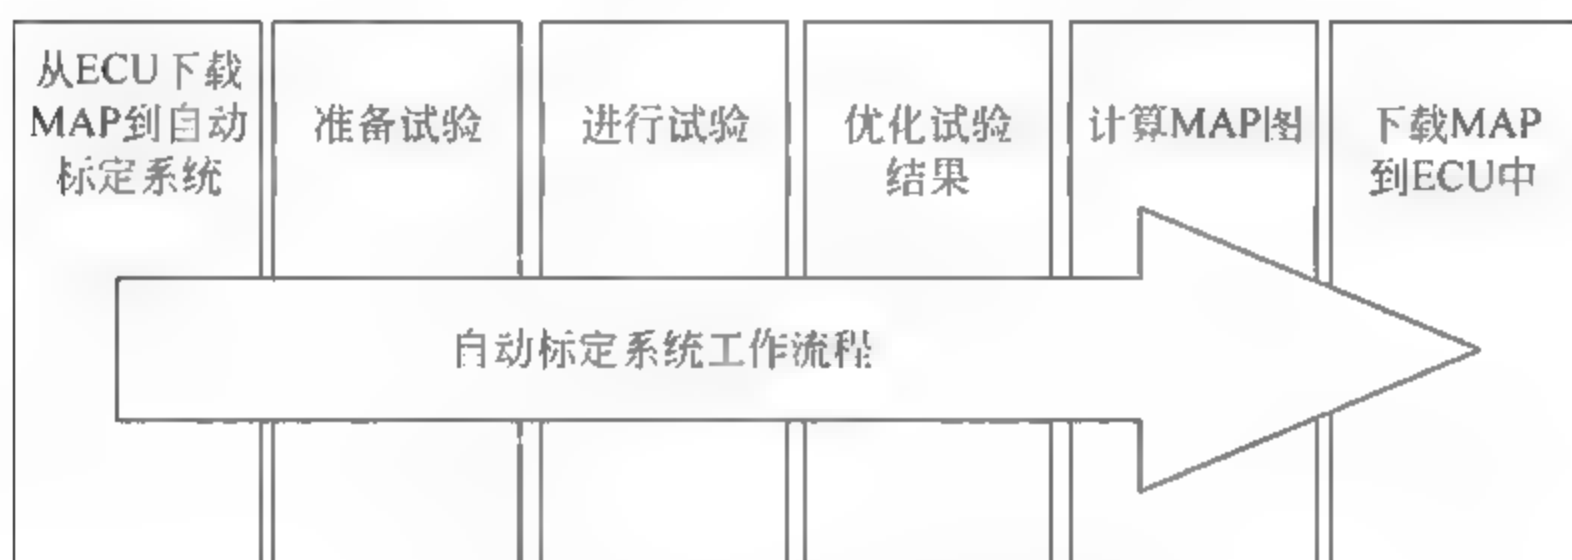 从ECU下载
MAP到自动
标定系统
准备试验
进行试验
优化试验
结果
计算MAP图
下载MAP
到ECU中
自动标定系统工作流程